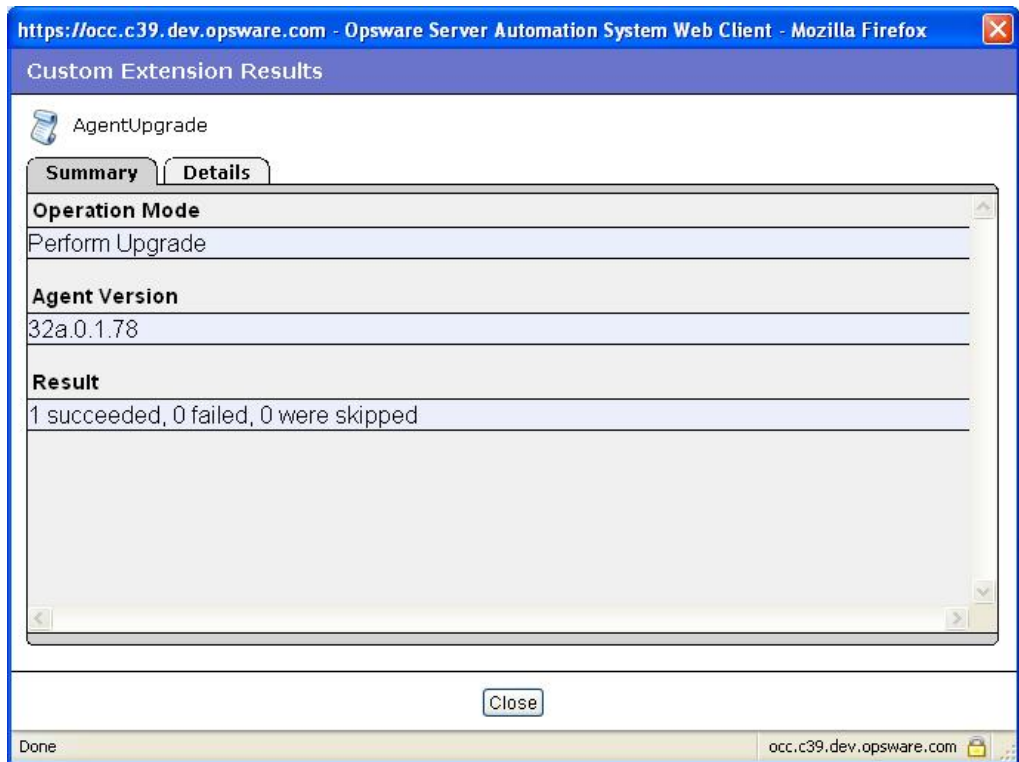 https://occ.c39.dev.opsware.com - Opsware Server Automation System Web Client - Mozilla Firefox
Custom Extension Results
AgentUpgrade
Summary Details
Operation Mode
Perform Upgrade
Agent Version
32a.0.1.78
Result
1 succeeded, 0 failed, 0 were skipped
Close
Done occ.c39.dev.opsware.com